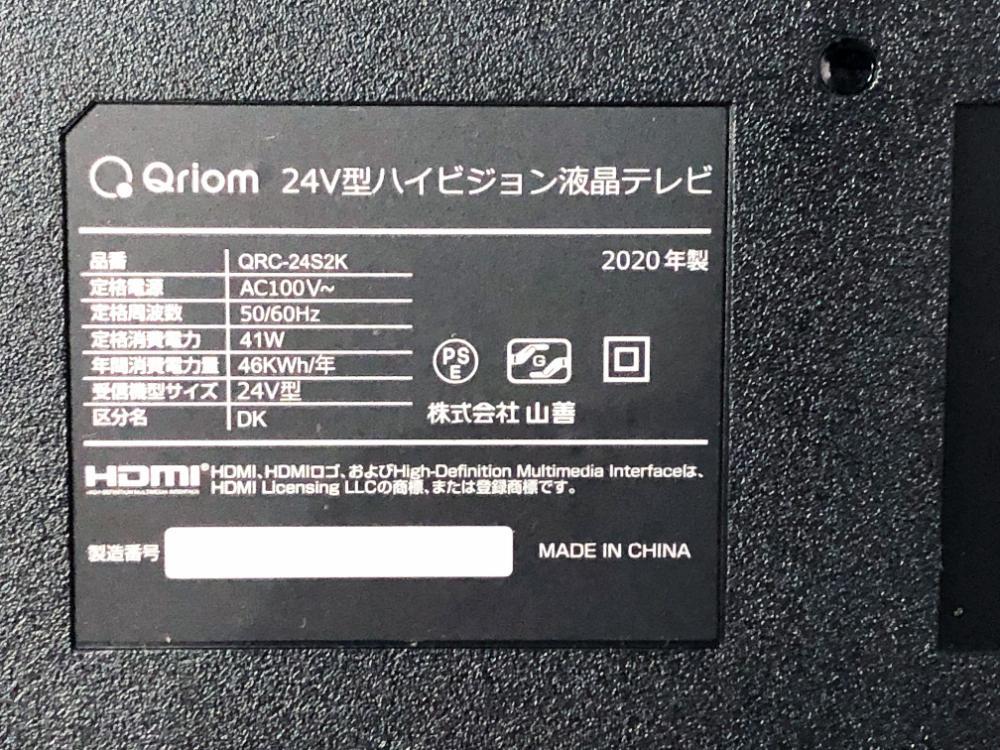 Qriom 24V型ハイビジョン液晶テレビ
2020年製
品番 QRC-24S2K
定格電源 AC100V~
定格周波数 50/60Hz
定格消費電力 41W
年間消費電力量 46KWh/年
受信機型サイズ 24V型
区分名 DK
PS
E
G
株式会社 山善
HDMI® HDMI、HDMIロゴ、およびHigh-Definition Multimedia Interfaceは、
HIGH-DEFINITION MULTIMEDIA INTERFACE
HDMI Licensing LLCの商標、または登録商標です。
製造番号
MADE IN CHINA